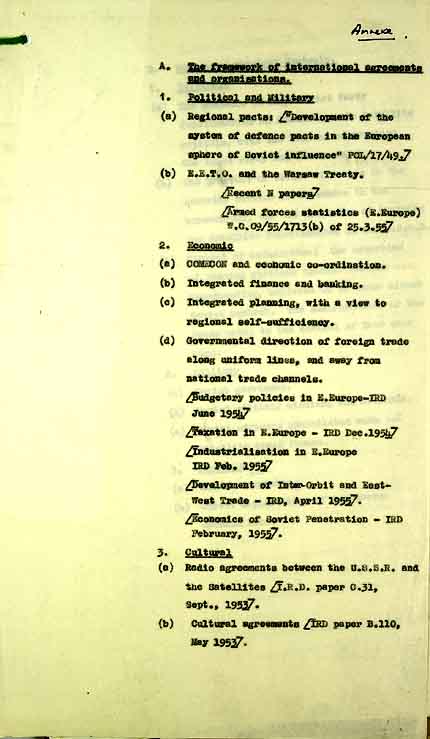 Annexe
A. The framework of international agreements
and organisations.
1. Political and Military
(a) Regional pacts: /"Development of the
system of defence pacts in the European
sphere of Soviet influence" POL/17/49./
(b) E.E.T.O. and the Warsaw Treaty.
/Recent N papers/
/Armed forces statistics (E.Europe)
W.O.09/55/1713(b) of 25.3.55/
2. Economic
(a) COMECON and economic co-ordination.
(b) Integrated finance and banking.
(c) Integrated planning, with a view to
regional self-sufficiency.
(d) Governmental direction of foreign trade
along uniform lines, and away from
national trade channels.
/Budgetary policies in E.Europe-IRD
June 1954/
/Taxation in E.Europe - IRD Dec.1954/
/Industrialisation in E.Europe
IRD Feb. 1955/
/Development of Inter-Orbit and East-
West Trade - IRD, April 1955/.
/Economics of Soviet Penetration - IRD
February, 1955/.
3. Cultural
(a) Radio agreements between the U.S.S.R. and
the Satellites /I.R.D. paper C.31,
Sept., 1953/.
(b) Cultural agreements /IRD paper B.110,
May 1953/.